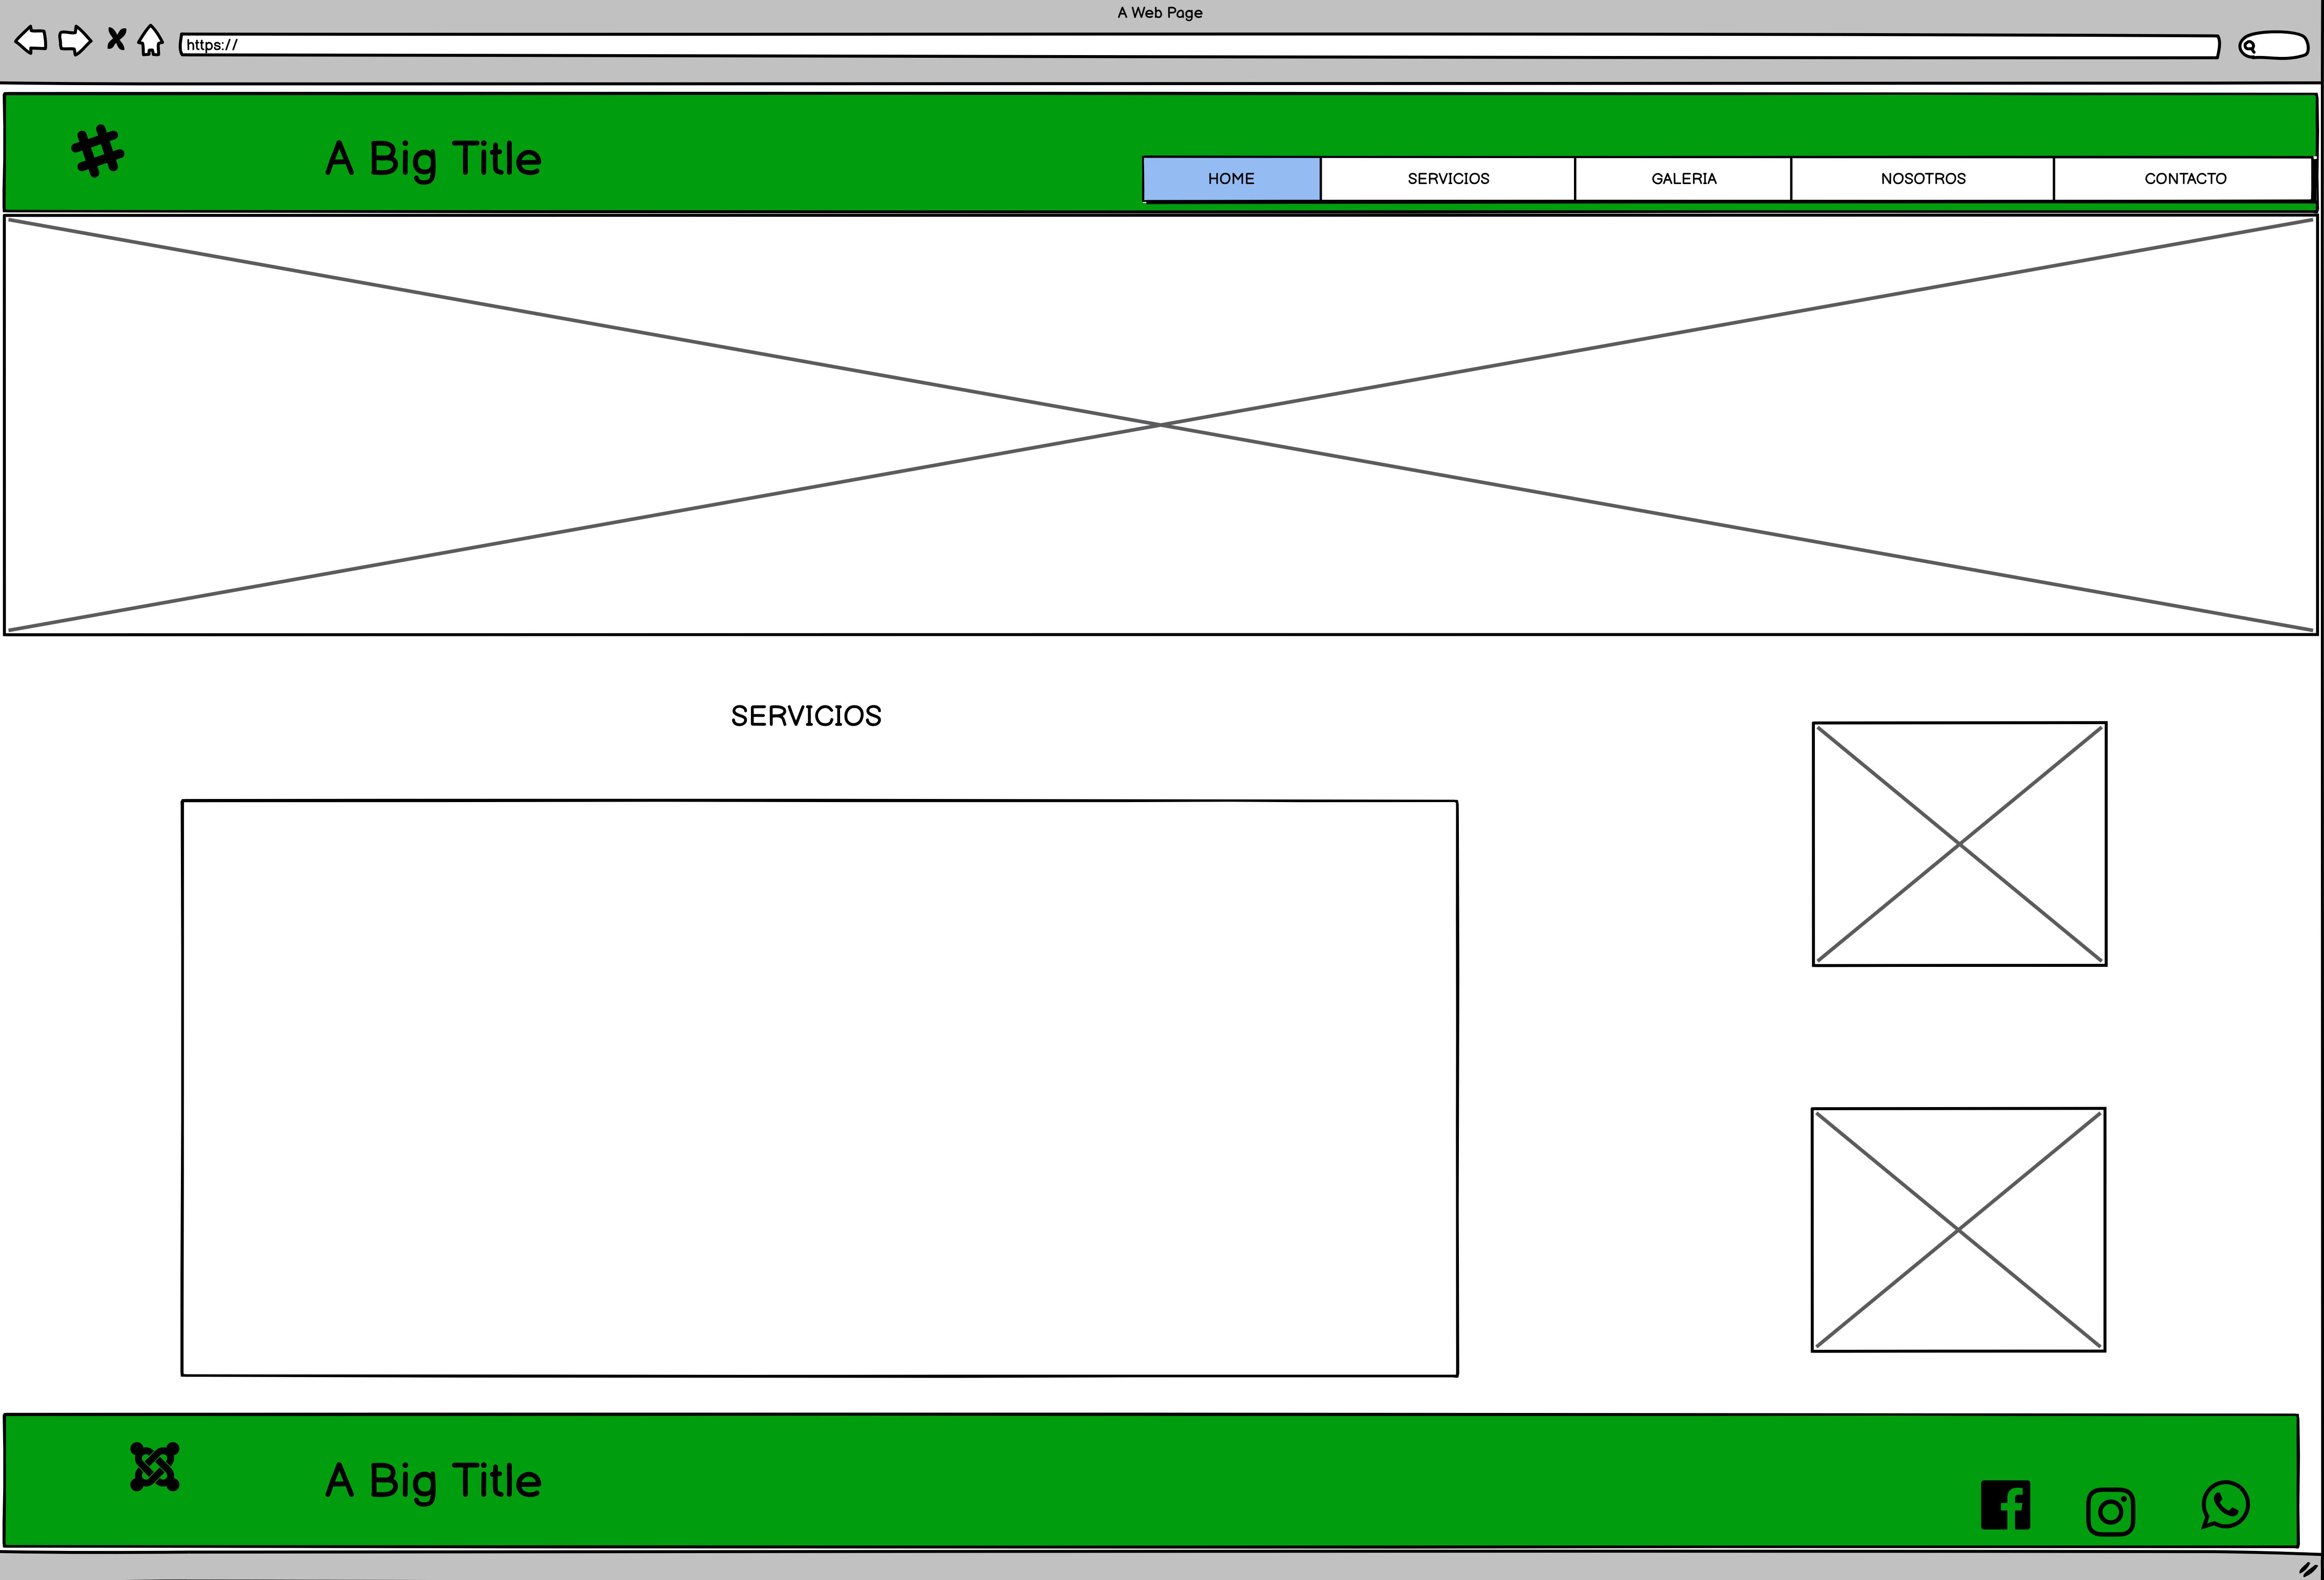 A Web Page
https://
A Big Title
HOME SERVICIOS GALERIA NOSOTROS CONTACTO
SERVICIOS
A Big Title